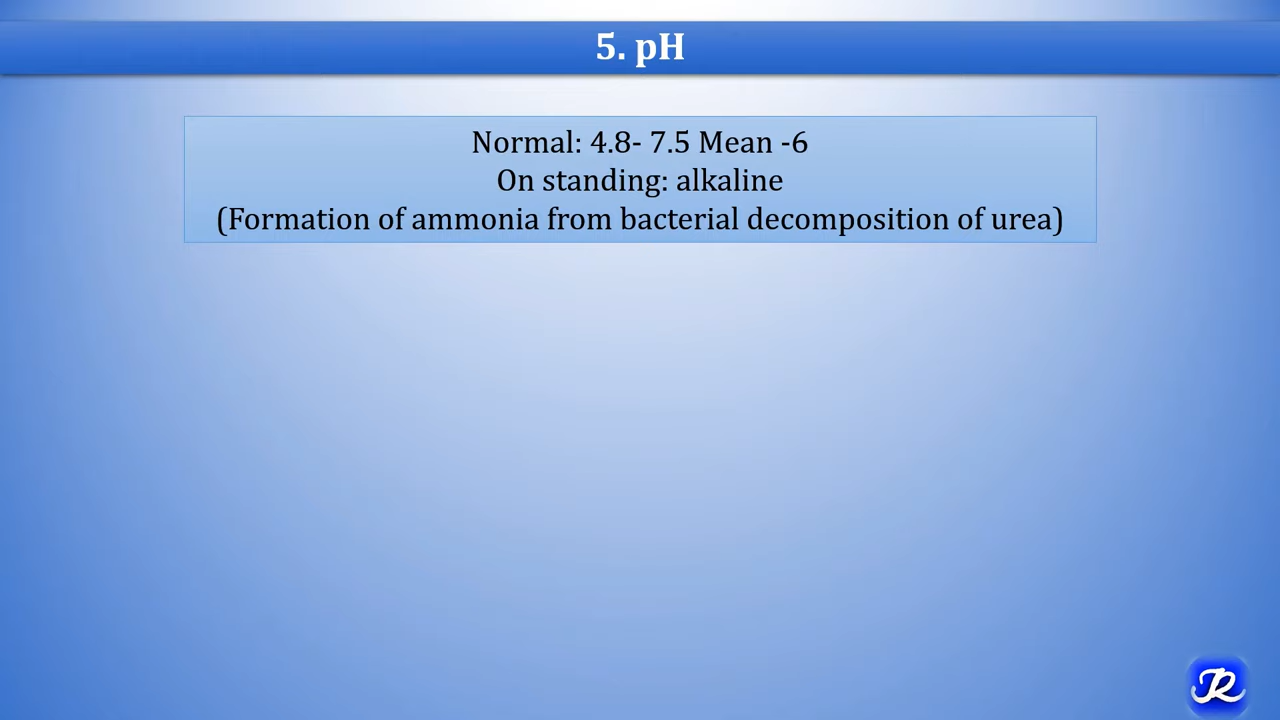 5. pH
Normal: 4.8- 7.5 Mean -6
On standing: alkaline
(Formation of ammonia from bacterial decomposition of urea)
JR